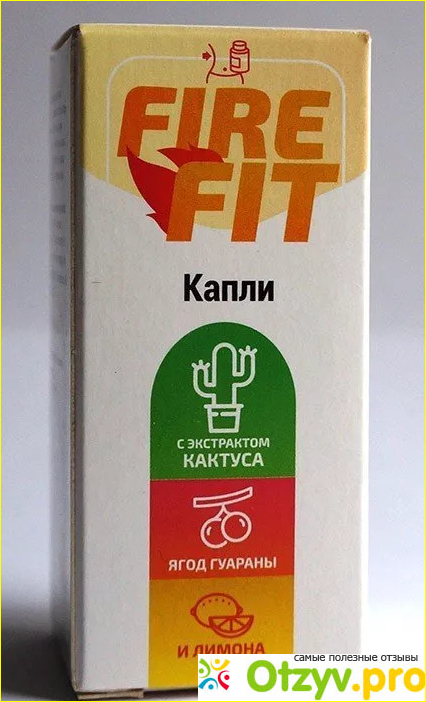 FIRE
FIT
Капли
С ЭКСТРАКТОМ
КАКТУСА
ЯГОД ГУАРАНЫ
И ЛИМОНА
самые полезные отзывы
Otzyv.pro